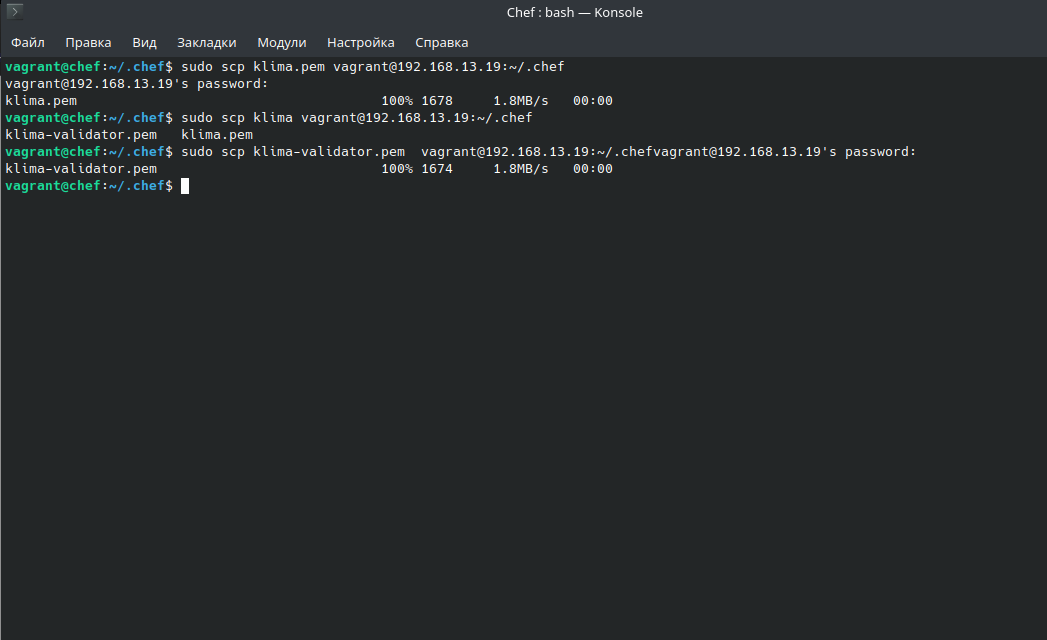 Chef : bash — Konsole
Файл Правка Вид Закладки Модули Настройка Справка
vagrant@chef:~/.chef$ sudo scp klima.pem vagrant@192.168.13.19:~/.chef
vagrant@192.168.13.19's password:
klima.pem 100% 1678 1.8MB/s 00:00
vagrant@chef:~/.chef$ sudo scp klima vagrant@192.168.13.19:~/.chef
klima-validator.pem klima.pem
vagrant@chef:~/.chef$ sudo scp klima-validator.pem  vagrant@192.168.13.19:~/.chefvagrant@192.168.13.19's password:
klima-validator.pem 100% 1674 1.8MB/s 00:00
vagrant@chef:~/.chef$